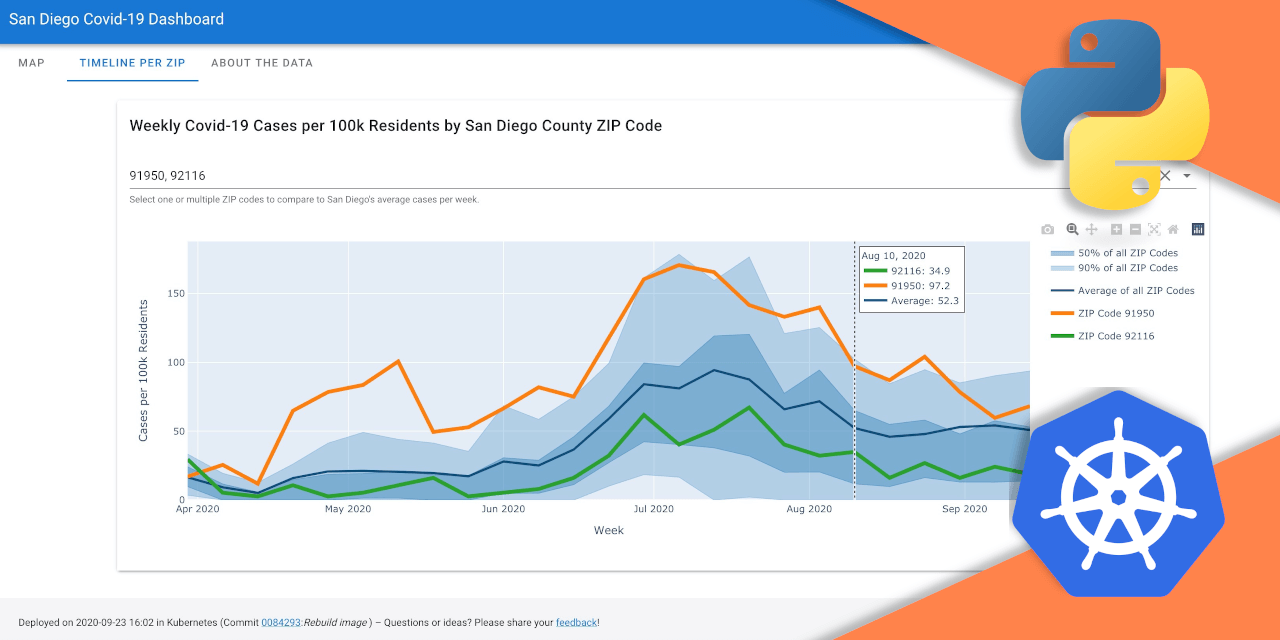 San Diego Covid-19 Dashboard
MAP
TIMELINE PER ZIP
ABOUT THE DATA
Weekly Covid-19 Cases per 100k Residents by San Diego County ZIP Code
91950, 92116
Select one or multiple ZIP codes to compare to San Diego's average cases per week.
Cases per 100k Residents
150
100
50
0
Aug 10, 2020
92116: 34.9
91950: 97.2
Average: 52.3
50% of all ZIP Codes
90% of all ZIP Codes
Average of all ZIP Codes
ZIP Code 91950
ZIP Code 92116
Apr 2020
May 2020
Jun 2020
Jul 2020
Aug 2020
Sep 2020
Week
Deployed on 2020-09-23 16:02 in Kubernetes (Commit 0084293:Rebuild image ) – Questions or ideas? Please share your feedback!